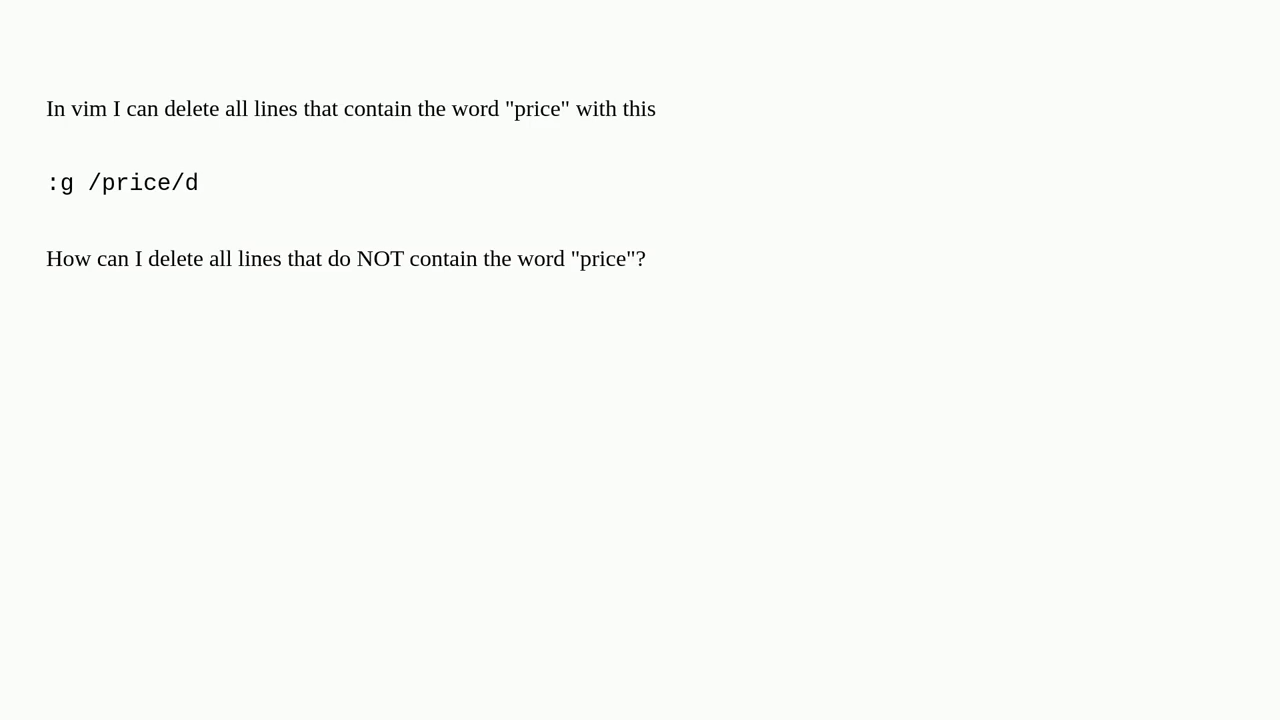 In vim I can delete all lines that contain the word "price" with this
:g /price/d
How can I delete all lines that do NOT contain the word "price"?